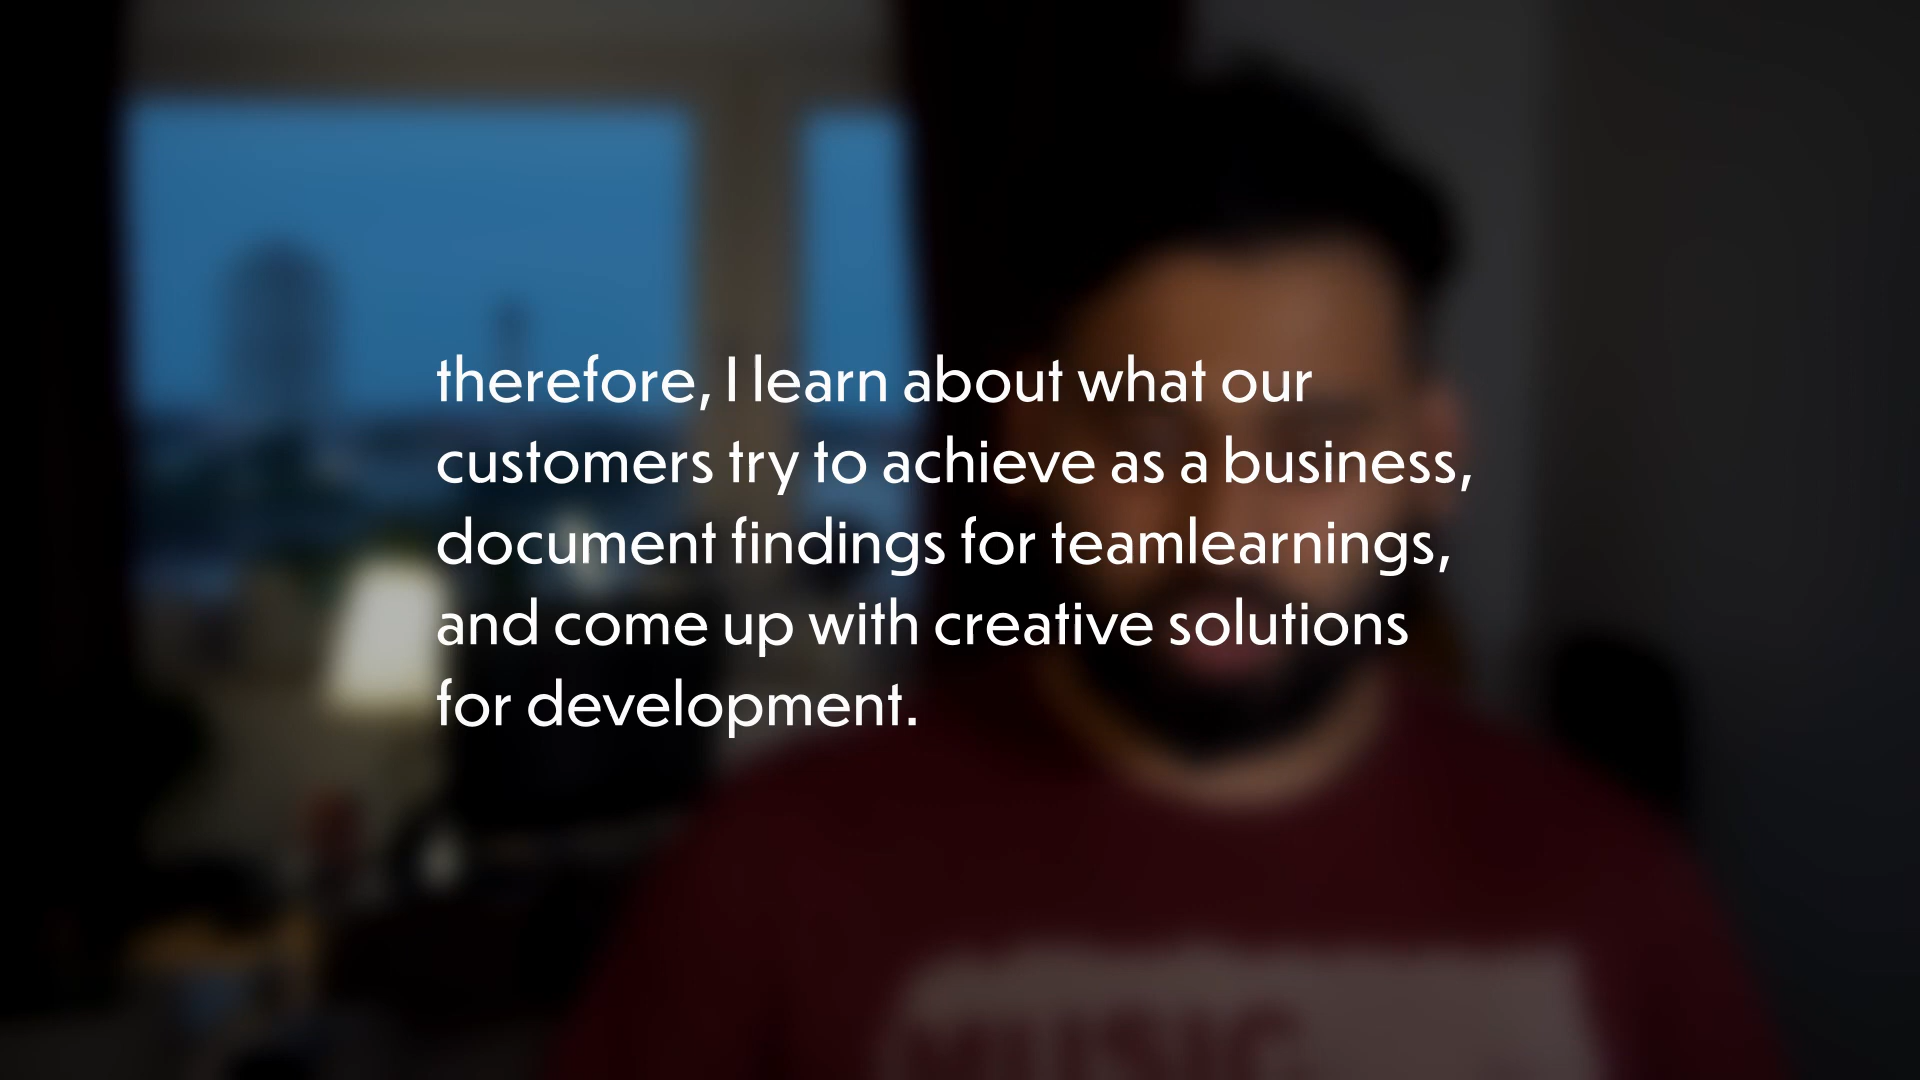 therefore, I learn about what our
customers try to achieve as a business,
document findings for teamlearnings,
and come up with creative solutions
for development.
MUSIC